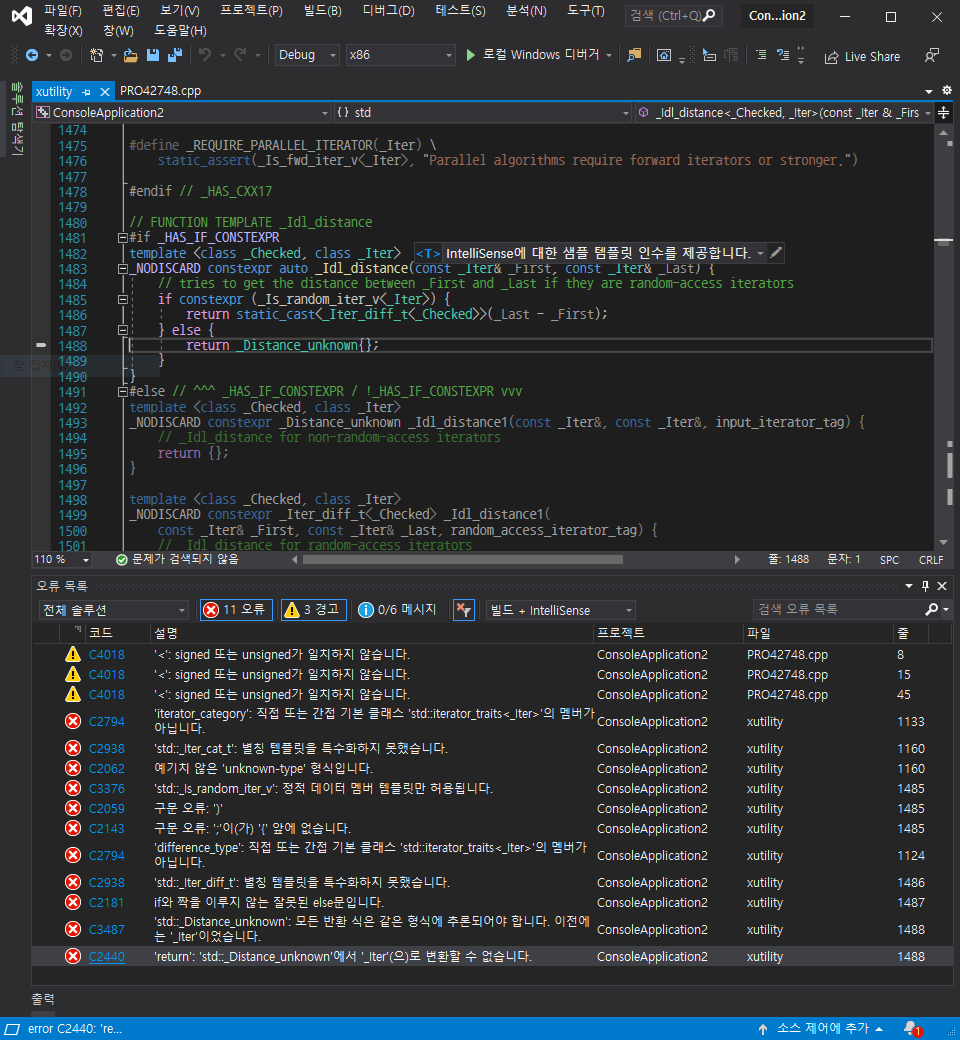 파일(F) 편집(E) 보기(V) 프로젝트(P) 빌드(B) 디버그(D) 테스트(S) 분석(N) 도구(T) 검색 (Ctrl+Q) Con...ion2
확장(X) 창(W) 도움말(H)
Debug x86 로컬 Windows 디버거 Live Share
솔루션 탐색기
xutility PRO42748.cpp
ConsoleApplication2 {} std _Idl_distance<_Checked, _Iter>(const _Iter & _Firs
1474
1475 #define _REQUIRE_PARALLEL_ITERATOR(_Iter) \
1476 static_assert(_Is_fwd_iter_v<_Iter>, "Parallel algorithms require forward iterators or stronger.")
1477
1478 #endif // _HAS_CXX17
1479
1480 // FUNCTION TEMPLATE _Idl_distance
1481 #if _HAS_IF_CONSTEXPR
1482 template <class _Checked, class _Iter> <T> IntelliSense에 대한 샘플 템플릿 인수를 제공합니다.
1483 _NODISCARD constexpr auto _Idl_distance(const _Iter& _First, const _Iter& _Last) {
1484 // tries to get the distance between _First and _Last if they are random-access iterators
1485 if constexpr (_Is_random_iter_v<_Iter>) {
1486 return static_cast<_Iter_diff_t<_Checked>>(_Last - _First);
1487 } else {
1488 return _Distance_unknown{};
1489 }
1490 }
1491 #else // ^^^ _HAS_IF_CONSTEXPR / !_HAS_IF_CONSTEXPR vvv
1492 template <class _Checked, class _Iter>
1493 _NODISCARD constexpr _Distance_unknown _Idl_distance1(const _Iter&, const _Iter&, input_iterator_tag) {
1494 // _Idl_distance for non-random-access iterators
1495 return {};
1496 }
1497
1498 template <class _Checked, class _Iter>
1499 _NODISCARD constexpr _Iter_diff_t<_Checked> _Idl_distance1(
1500 const _Iter& _First, const _Iter& _Last, random_access_iterator_tag) {
1501 // _Idl_distance for random-access iterators
110 % 문제가 검색되지 않음 줄: 1488 문자: 1 SPC CRLF
오류 목록
전체 솔루션 11 오류 3 경고 0/6 메시지 빌드 + IntelliSense 검색 오류 목록
코드 설명 프로젝트 파일 줄
C4018 '<': signed 또는 unsigned가 일치하지 않습니다. ConsoleApplication2 PRO42748.cpp 8
C4018 '<': signed 또는 unsigned가 일치하지 않습니다. ConsoleApplication2 PRO42748.cpp 15
C4018 '<': signed 또는 unsigned가 일치하지 않습니다. ConsoleApplication2 PRO42748.cpp 45
C2794 'iterator_category': 직접 또는 간접 기본 클래스 'std::iterator_traits<_Iter>'의 멤버가 ConsoleApplication2 xutility 1133
아닙니다.
C2938 'std::_Iter_cat_t': 별칭 템플릿을 특수화하지 못했습니다. ConsoleApplication2 xutility 1160
C2062 예기치 않은 'unknown-type' 형식입니다. ConsoleApplication2 xutility 1160
C3376 'std::_Is_random_iter_v': 정적 데이터 멤버 템플릿만 허용됩니다. ConsoleApplication2 xutility 1485
C2059 구문 오류: ')' ConsoleApplication2 xutility 1485
C2143 구문 오류: ';'이(가) '{' 앞에 없습니다. ConsoleApplication2 xutility 1485
C2794 'difference_type': 직접 또는 간접 기본 클래스 'std::iterator_traits<_Iter>'의 멤버가 ConsoleApplication2 xutility 1124
아닙니다.
C2938 'std::_Iter_diff_t': 별칭 템플릿을 특수화하지 못했습니다. ConsoleApplication2 xutility 1486
C2181 if와 짝을 이루지 않는 잘못된 else문입니다. ConsoleApplication2 xutility 1487
C3487 'std::_Distance_unknown': 모든 반환 식은 같은 형식에 추론되어야 합니다. 이전에 ConsoleApplication2 xutility 1488
는 '_Iter'이었습니다.
C2440 'return': 'std::_Distance_unknown'에서 '_Iter'(으)로 변환할 수 없습니다. ConsoleApplication2 xutility 1488
출력
error C2440: 're... 소스 제어에 추가 1